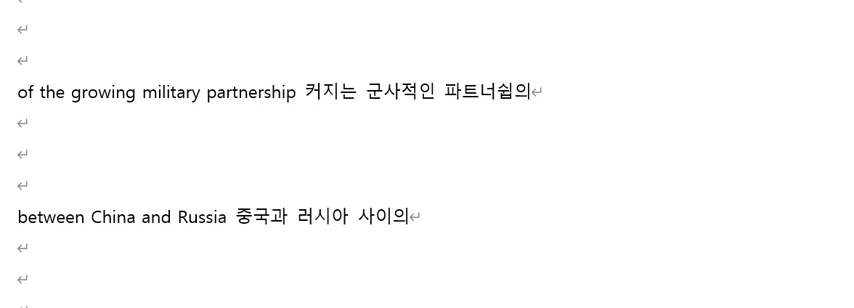 of the growing military partnership 커지는 군사적인 파트너쉽의
between China and Russia 중국과 러시아 사이의